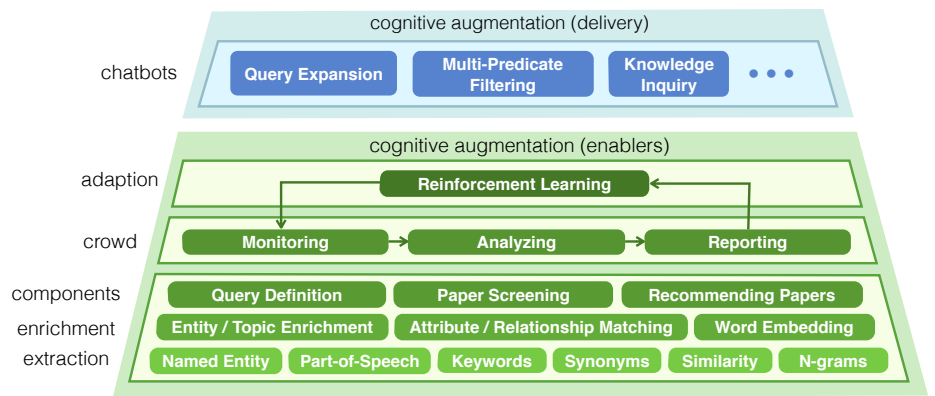 cognitive augmentation (delivery)
chatbots
Query Expansion
Multi-Predicate
Filtering
Knowledge
Inquiry
cognitive augmentation (enablers)
adaption
Reinforcement Learning
crowd
Monitoring
Analyzing
Reporting
components
Query Definition
Paper Screening
Recommending Papers
enrichment
Entity / Topic Enrichment
Attribute / Relationship Matching
Word Embedding
extraction
Named Entity
Part-of-Speech
Keywords
Synonyms
Similarity
N-grams